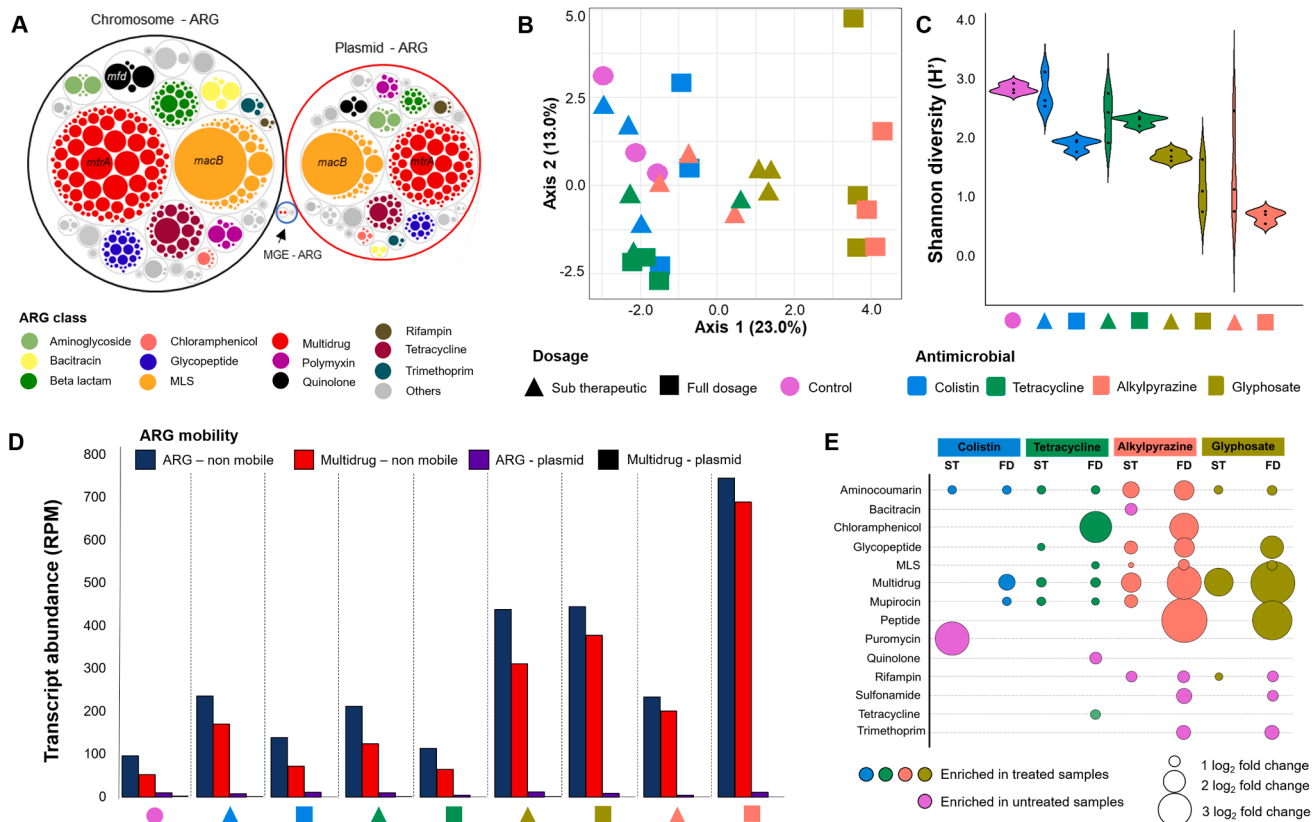 A
Chromosome - ARG
Plasmid - ARG
mfd
mtrA
macB
macB
mtrA
MGE - ARG
ARG class
Aminoglycoside
Bacitracin
Beta lactam
Chloramphenicol
Glycopeptide
MLS
Multidrug
Polymyxin
Quinolone
Rifampin
Tetracycline
Trimethoprim
Others
B
5.0
2.5
0.0
-2.5
Axis 2 (13.0%)
-2.0
0.0
2.0
4.0
Axis 1 (23.0%)
C
4.0
3.0
2.0
1.0
0.0
Shannon diversity (H')
Dosage
Sub therapeutic
Full dosage
Control
Antimicrobial
Colistin
Tetracycline
Alkylpyrazine
Glyphosate
D
ARG mobility
ARG – non mobile
Multidrug – non mobile
ARG - plasmid
Multidrug - plasmid
Transcript abundance (RPM)
800
700
600
500
400
300
200
100
0
E
Colistin
Tetracycline
Alkylpyrazine
Glyphosate
ST
FD
ST
FD
ST
FD
ST
FD
Aminocoumarin
Bacitracin
Chloramphenicol
Glycopeptide
MLS
Multidrug
Mupirocin
Peptide
Puromycin
Quinolone
Rifampin
Sulfonamide
Tetracycline
Trimethoprim
Enriched in treated samples
Enriched in untreated samples
1 log2 fold change
2 log2 fold change
3 log2 fold change